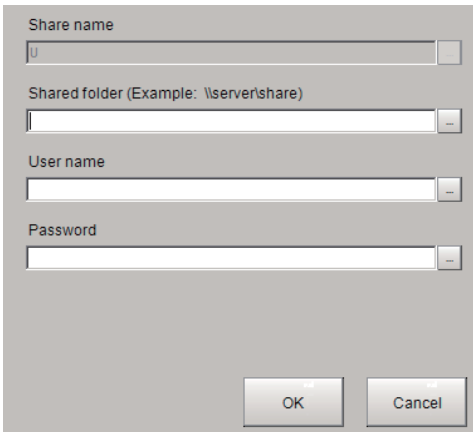 Share name
U
...
Shared folder (Example: \\server\share)
...
User name
...
Password
...
OK
Cancel